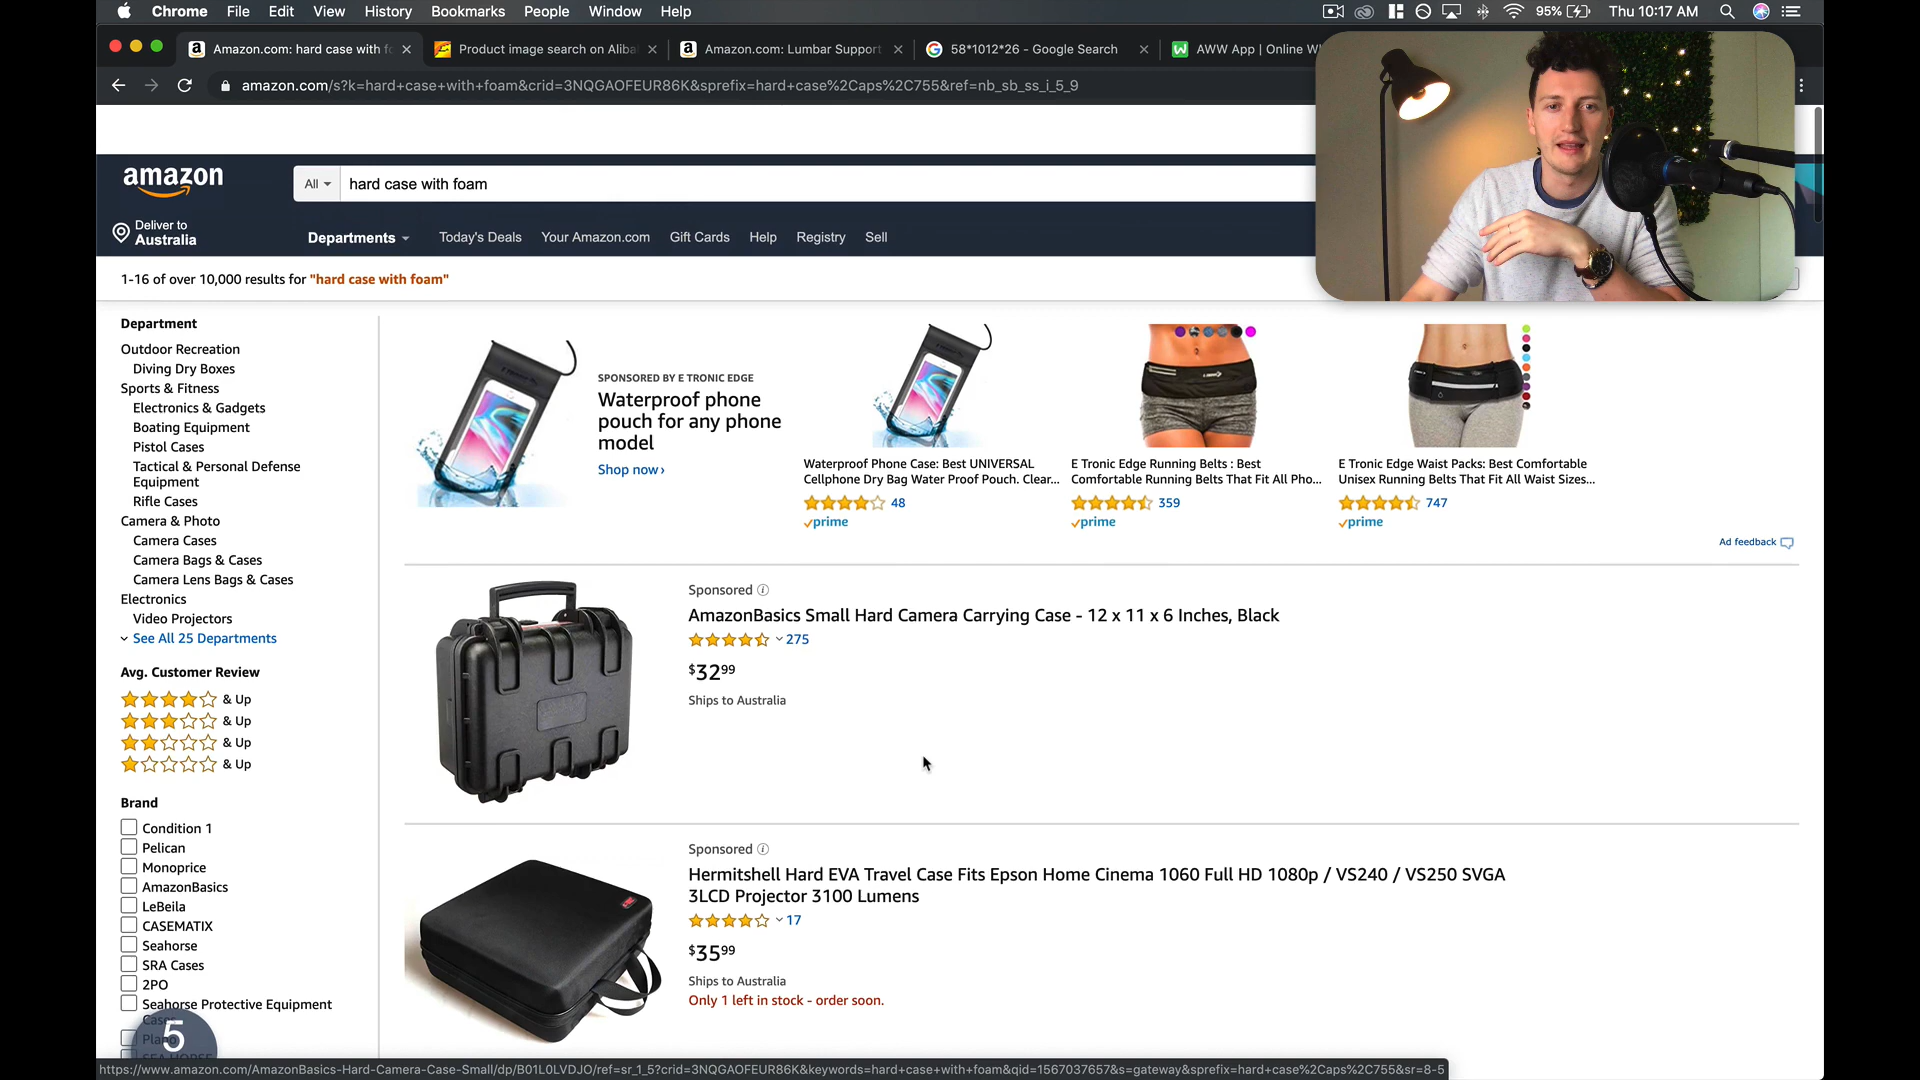 Chrome File Edit View History Bookmarks People Window Help
95% Thu 10:17 AM
Amazon.com: hard case with fo
Product image search on Aliba
Amazon.com: Lumbar Support
58*1012*26 - Google Search
AWW App | Online W
amazon.com/s?k=hard+case+with+foam&crid=3NQGAOFEUR86K&sprefix=hard+case%2Caps%2C755&ref=nb_sb_ss_i_5_9
amazon
All
hard case with foam
Deliver to
Australia
Departments
Today's Deals
Your Amazon.com
Gift Cards
Help
Registry
Sell
1-16 of over 10,000 results for "hard case with foam"
Department
Outdoor Recreation
Diving Dry Boxes
Sports & Fitness
Electronics & Gadgets
Boating Equipment
Pistol Cases
Tactical & Personal Defense
Equipment
Rifle Cases
Camera & Photo
Camera Cases
Camera Bags & Cases
Camera Lens Bags & Cases
Electronics
Video Projectors
See All 25 Departments
Avg. Customer Review
& Up
& Up
& Up
& Up
Brand
Condition 1
Pelican
Monoprice
AmazonBasics
LeBeila
CASEMATIX
Seahorse
SRA Cases
2PO
Seahorse Protective Equipment
Cases
Plano
SEA HORSE
5
SPONSORED BY E TRONIC EDGE
Waterproof phone
pouch for any phone
model
Shop now›
Waterproof Phone Case: Best UNIVERSAL
Cellphone Dry Bag Water Proof Pouch. Clear...
48
prime
E Tronic Edge Running Belts : Best
Comfortable Running Belts That Fit All Pho...
359
prime
E Tronic Edge Waist Packs: Best Comfortable
Unisex Running Belts That Fit All Waist Sizes...
747
prime
Ad feedback
Sponsored
AmazonBasics Small Hard Camera Carrying Case - 12 x 11 x 6 Inches, Black
275
$32 99
Ships to Australia
Sponsored
Hermitshell Hard EVA Travel Case Fits Epson Home Cinema 1060 Full HD 1080p / VS240 / VS250 SVGA
3LCD Projector 3100 Lumens
17
$35 99
Ships to Australia
Only 1 left in stock - order soon.
https://www.amazon.com/AmazonBasics-Hard-Camera-Case-Small/dp/B01L0LVDJO/ref=sr_1_5?crid=3NQGAOFEUR86K&keywords=hard+case+with+foam&qid=1567037657&s=gateway&sprefix=hard+case%2Caps%2C755&sr=8-5